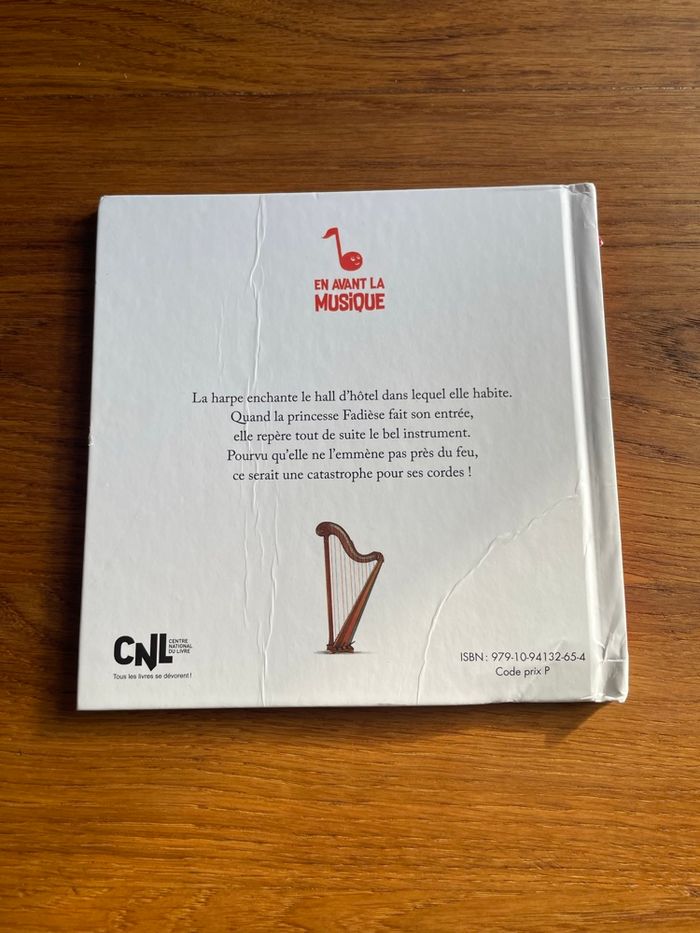 EN AVANT LA
MUSiQUE
La harpe enchante le hall d’hôtel dans lequel elle habite.
Quand la princesse Fadièse fait son entrée,
elle repère tout de suite le bel instrument.
Pourvu qu’elle ne l’emmène pas près du feu,
ce serait une catastrophe pour ses cordes !
CNL
CENTRE
NATIONAL
DU LIVRE
Tous les livres se dévorent !
ISBN : 979-10-94132-65-4
Code prix P